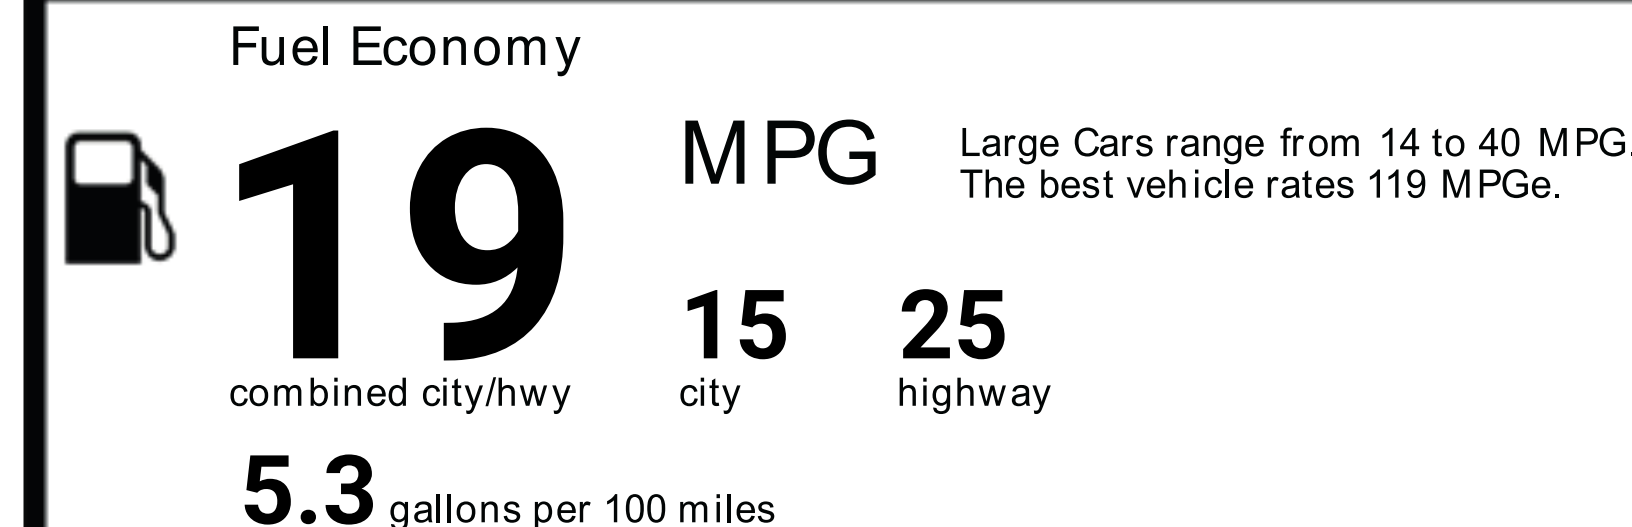 Fuel Economy
19
MPG
Large Cars range from 14 to 40 MPG.
The best vehicle rates 119 MPGe.
15 25
combined city/hwy city highway
5.3 gallons per 100 miles